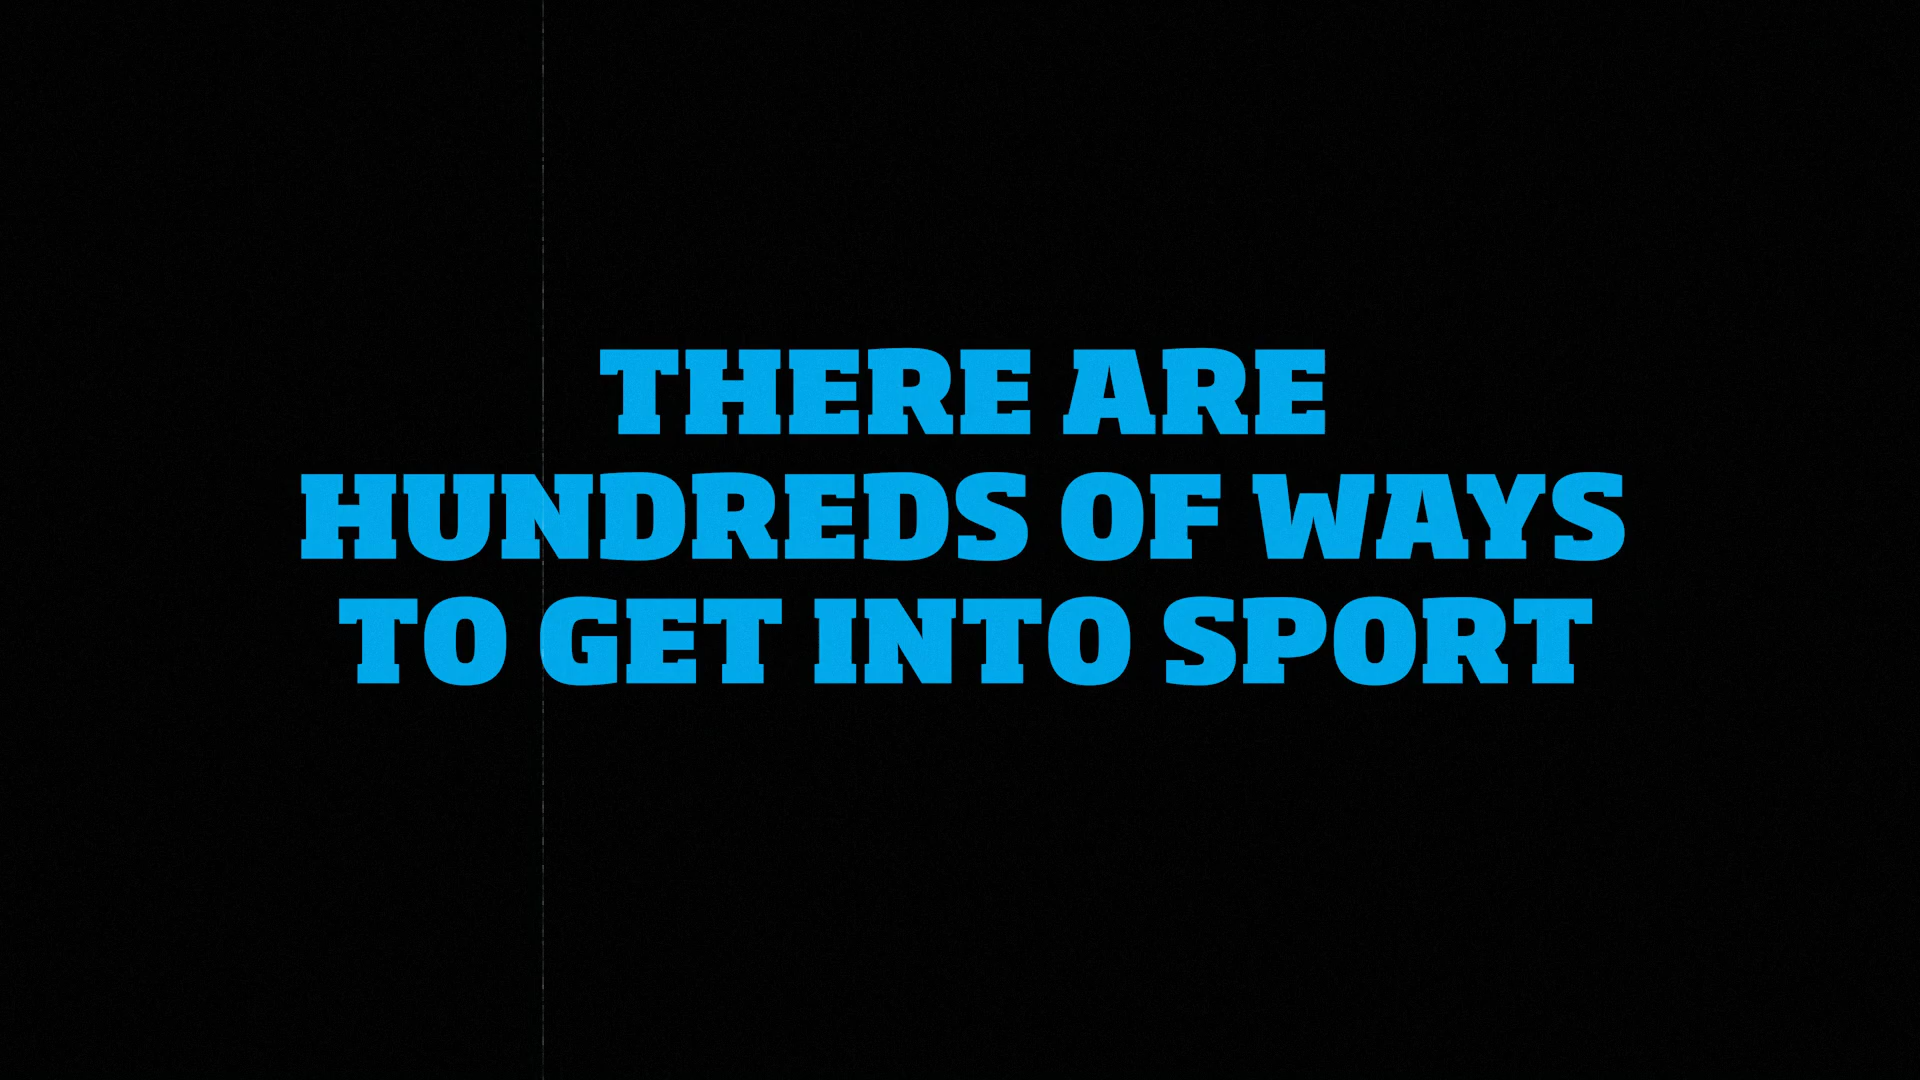 THERE ARE
HUNDREDS OF WAYS
TO GET INTO SPORT